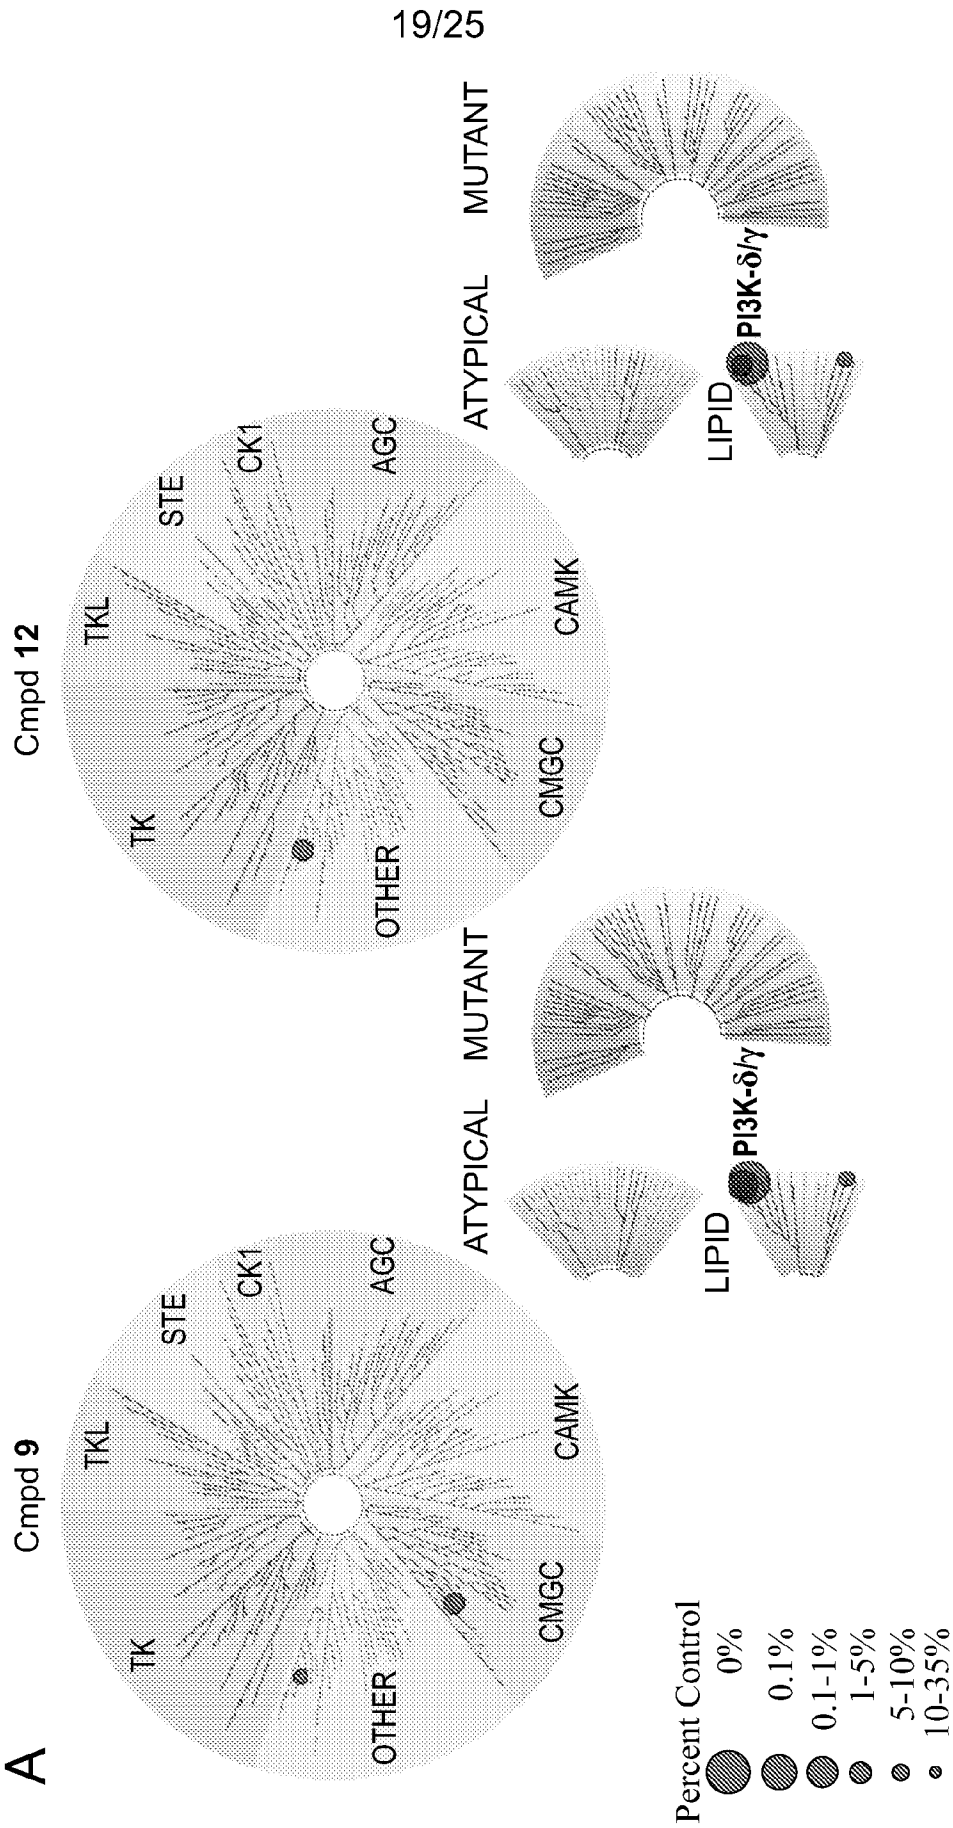 19/25
A
Cmpd 9
TK
TKL
STE
CK1
AGC
CAMK
CMGC
OTHER
ATYPICAL
MUTANT
LIPID
PI3K-δ/γ
Cmpd 12
TK
TKL
STE
CK1
AGC
CAMK
CMGC
OTHER
ATYPICAL
MUTANT
LIPID
PI3K-δ/γ
Percent Control
0%
0.1%
0.1-1%
1-5%
5-10%
10-35%